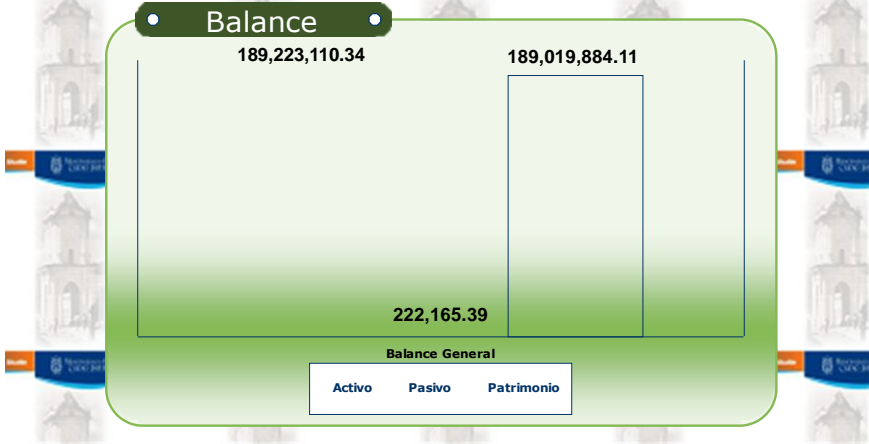 Balance
189,223,110.34
189,019,884.11
222,165.39
Balance General
Activo Pasivo Patrimonio